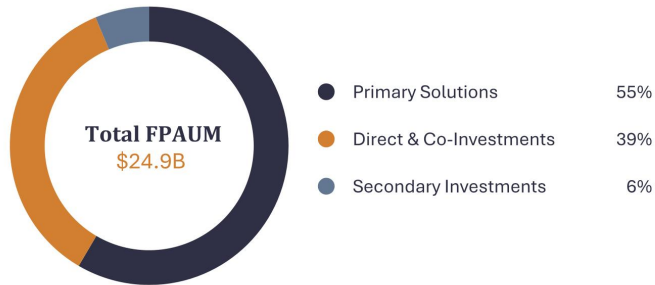 Total FPAUM
$24.9B
Primary Solutions 55%
Direct & Co-Investments 39%
Secondary Investments 6%